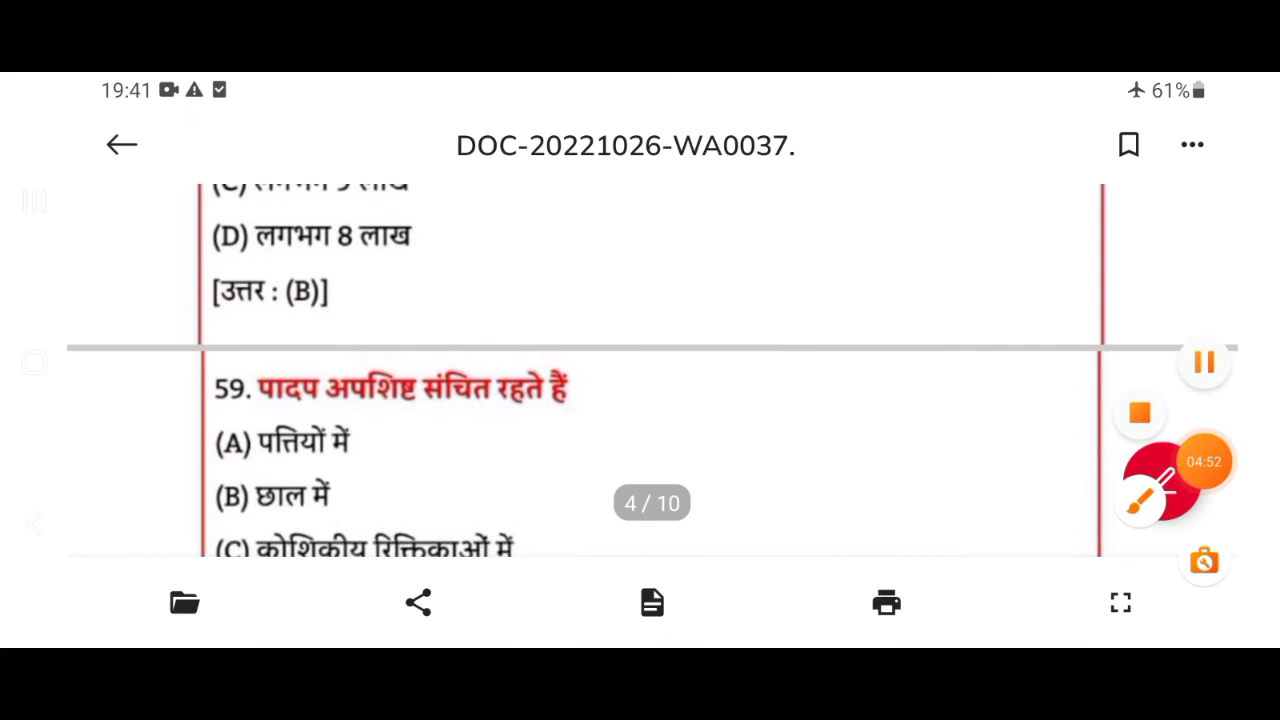 19:41
61%
DOC-20221026-WA0037.
(D) लगभग 8 लाख
[उत्तर : (B)]
59. पादप अपशिष्ट संचित रहते हैं
(A) पत्तियों में
(B) छाल में
4 / 10
04:52
(C) कोशिकीय रिक्तिकाओं में